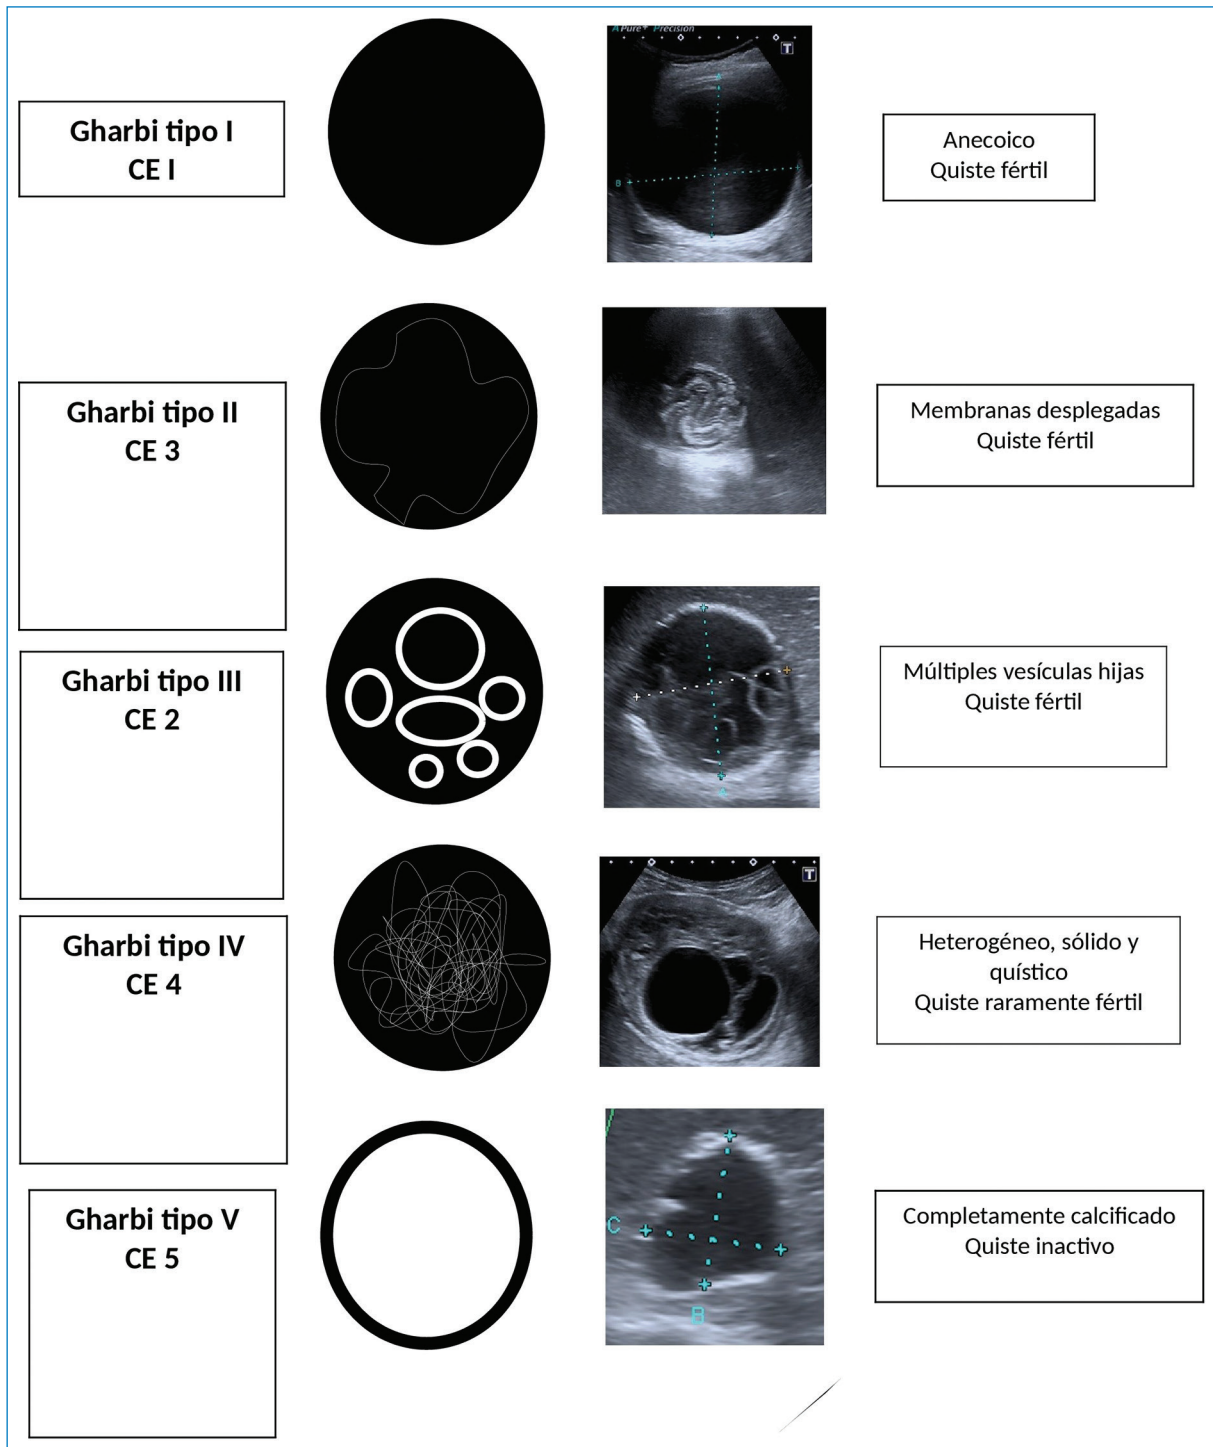 A Pure+ Precision
T
Gharbi tipo I
CE I
B
Anecoico
Quiste fértil
Gharbi tipo II
CE 3
Membranas desplegadas
Quiste fértil
Gharbi tipo III
CE 2
Múltiples vesículas hijas
Quiste fértil
Gharbi tipo IV
CE 4
T
Heterogéneo, sólido y
quístico
Quiste raramente fértil
Gharbi tipo V
CE 5
C
B
Completamente calcificado
Quiste inactivo